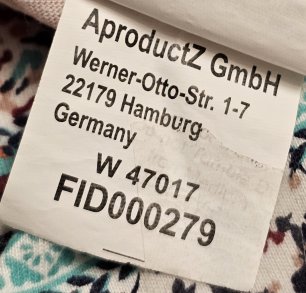 AproductZ GmbH
Werner-Otto-Str. 1-7
22179 Hamburg
Germany
W 47017
FID000279